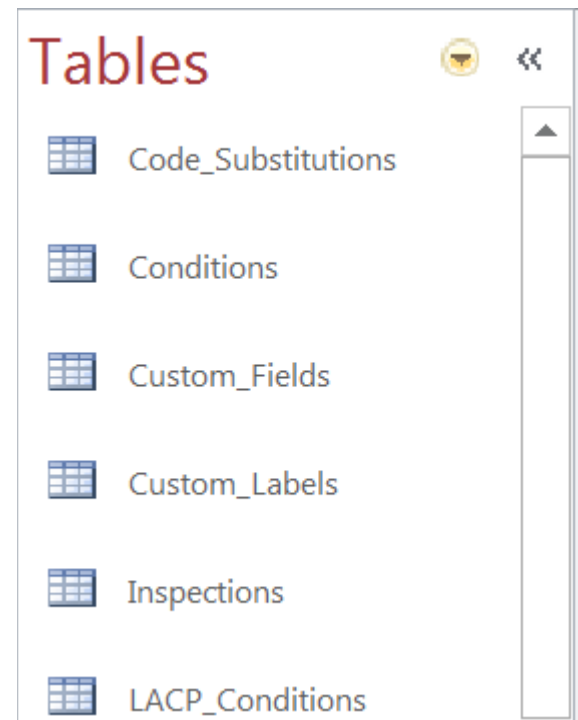 Tables
Code_Substitutions
Conditions
Custom_Fields
Custom_Labels
Inspections
LACP_Conditions